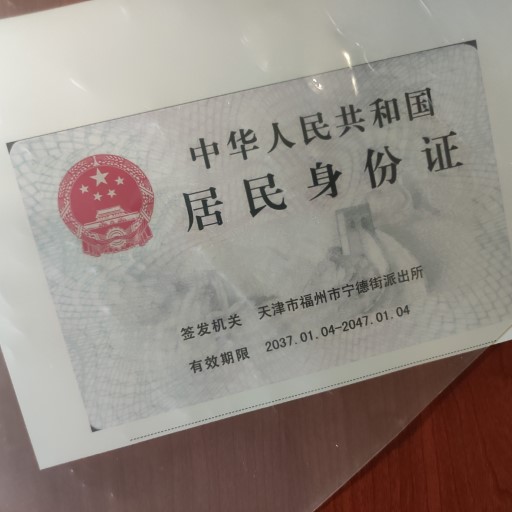 中华人民共和国
居民身份证
签发机关 天津市福州市宁德街派出所
有效期限 2037.01.04-2047.01.04